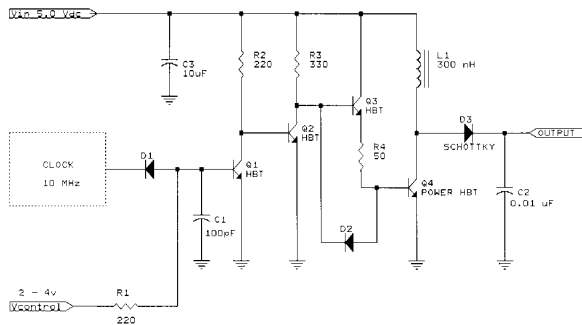 Vin 5.0 Vdc
C3
10uF
R2
220
R3
330
L1
300 nH
Q3
HBT
Q2
HBT
R4
50
D3
SCHOTTKY
OUTPUT
CLOCK
10 MHz
D1
Q1
HBT
Q4
POWER HBT
C2
0.01 uF
C1
100pF
D2
2 - 4v
Vcontrol
R1
220